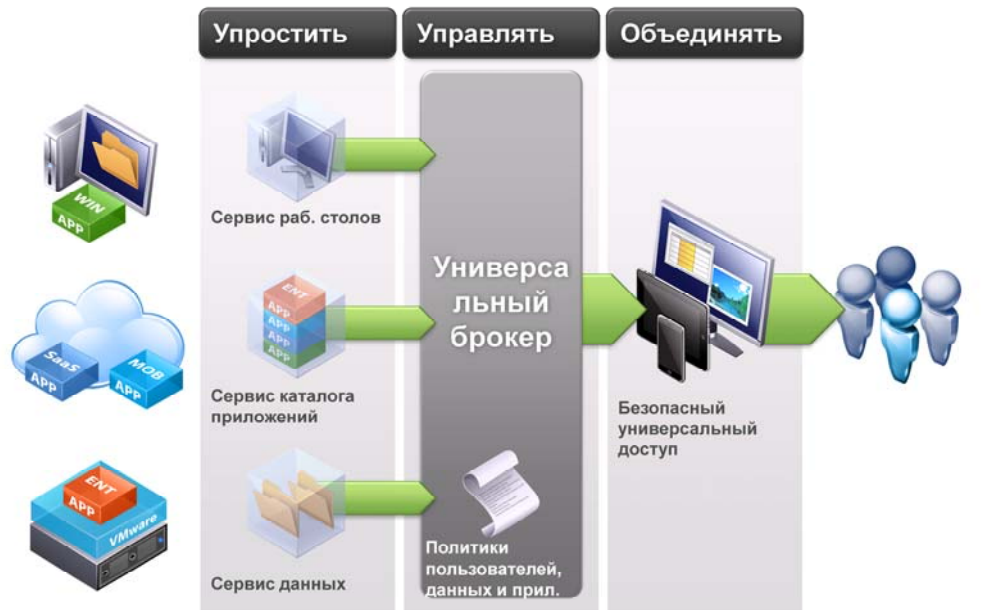 Упростить
Управлять
Объединять
WIN
APP
Сервис раб. столов
SaaS
APP
MOB
APP
ENT
APP
APP
APP
APP
Сервис каталога
приложений
Универса
льный
брокер
Безопасный
универсальный
доступ
ENT
APP
VMware
Сервис данных
Политики
пользователей,
данных и прил.